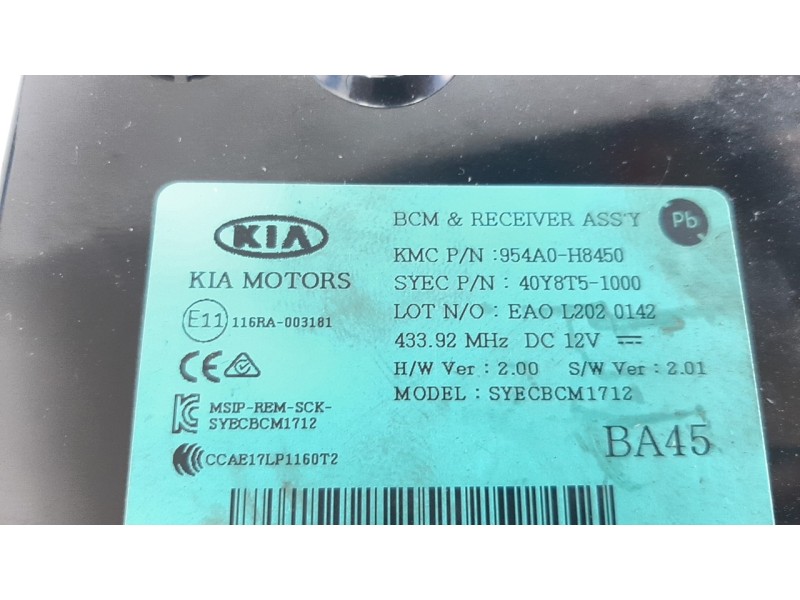 KIA
KIA MOTORS
E11 116RA-003181
CE
MSIP-REM-SCK-
SYECBCM1712
CCAE17LP1160T2
BCM & RECEIVER ASS'Y
Pb
KMC P/N : 954A0-H8450
SYEC P/N : 40Y8T5-1000
LOT N/O : EAO L202 0142
433.92 MHz DC 12V
H/W Ver : 2.00 S/W Ver : 2.01
MODEL : SYECBCM1712
BA45